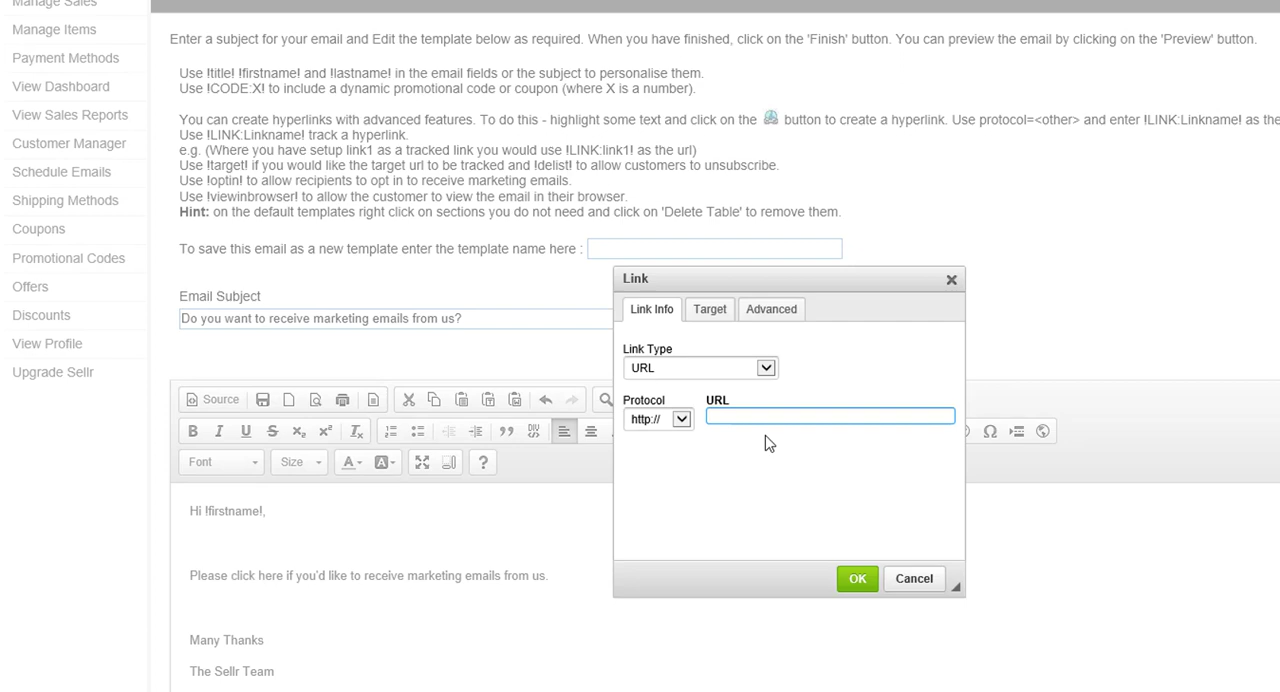 Manage Sales
Manage Items
Payment Methods
View Dashboard
View Sales Reports
Customer Manager
Schedule Emails
Shipping Methods
Coupons
Promotional Codes
Offers
Discounts
View Profile
Upgrade Sellr
Enter a subject for your email and Edit the template below as required. When you have finished, click on the 'Finish' button. You can preview the email by clicking on the 'Preview' button.
Use !title! !firstname! and !lastname! in the email fields or the subject to personalise them.
Use !CODE:X! to include a dynamic promotional code or coupon (where X is a number).
You can create hyperlinks with advanced features. To do this - highlight some text and click on the button to create a hyperlink. Use protocol=<other> and enter !LINK:Linkname! as the
Use !LINK:Linkname! track a hyperlink.
e.g. (Where you have setup link1 as a tracked link you would use !LINK:link1! as the url)
Use !target! if you would like the target url to be tracked and !delist! to allow customers to unsubscribe.
Use !optin! to allow recipients to opt in to receive marketing emails.
Use !viewinbrowser! to allow the customer to view the email in their browser.
Hint: on the default templates right click on sections you do not need and click on 'Delete Table' to remove them.
To save this email as a new template enter the template name here :
Email Subject
Do you want to receive marketing emails from us?
Source
Font
Size
Hi !firstname!,
Please click here if you'd like to receive marketing emails from us.
Many Thanks
The Sellr Team
Link
Link Info Target Advanced
Link Type
URL
Protocol URL
http://
OK Cancel